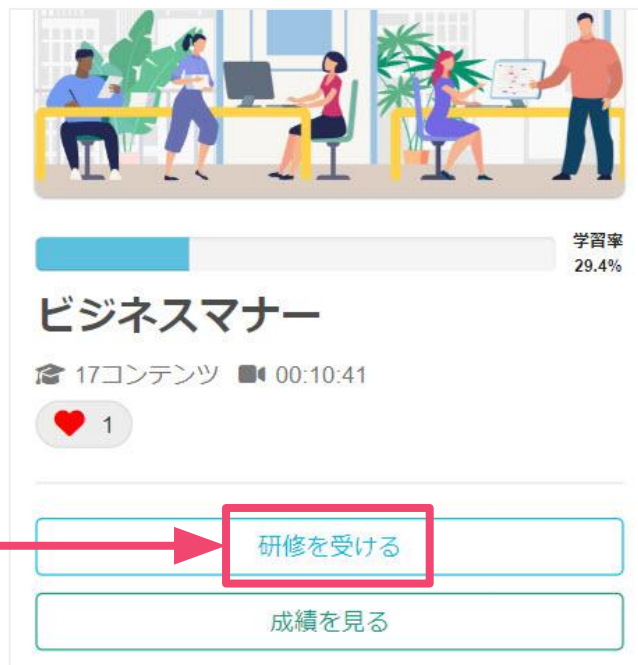 学習率
29.4%
ビジネスマナー
17コンテンツ 00:10:41
1
研修を受ける
成績を見る